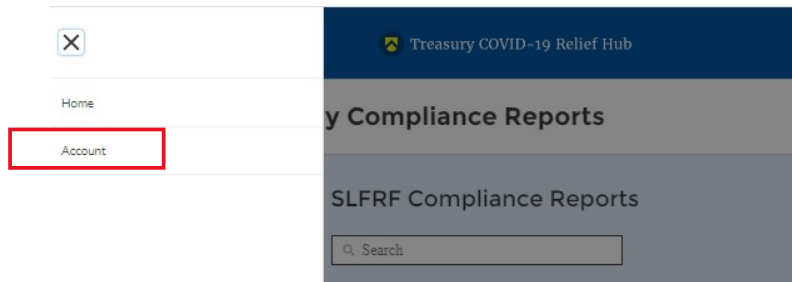 Treasury COVID-19 Relief Hub
Home
y Compliance Reports
Account
SLFRF Compliance Reports
Search